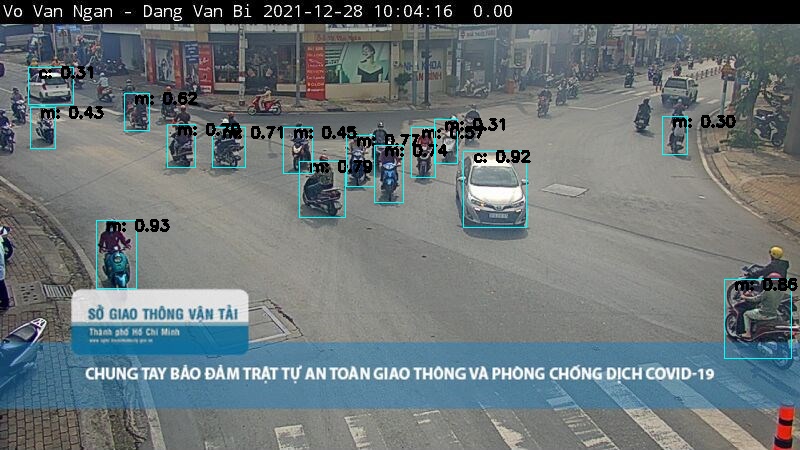 Vo Van Ngan - Dang Van Bi 2021-12-28 10:04:16 0.00
c: 0.31
m: 0.43
m: 0.62
m: 0.71
m: 0.45
m: 0.77
m: 0.74
m: 0.57
m: 0.31
m: 0.30
m: 0.79
c: 0.92
m: 0.93
m: 0.86
SỞ GIAO THÔNG VẬN TẢI
Thành phố Hồ Chí Minh
CHUNG TAY BẢO ĐẢM TRẬT TỰ AN TOÀN GIAO THÔNG VÀ PHÒNG CHỐNG DỊCH COVID-19